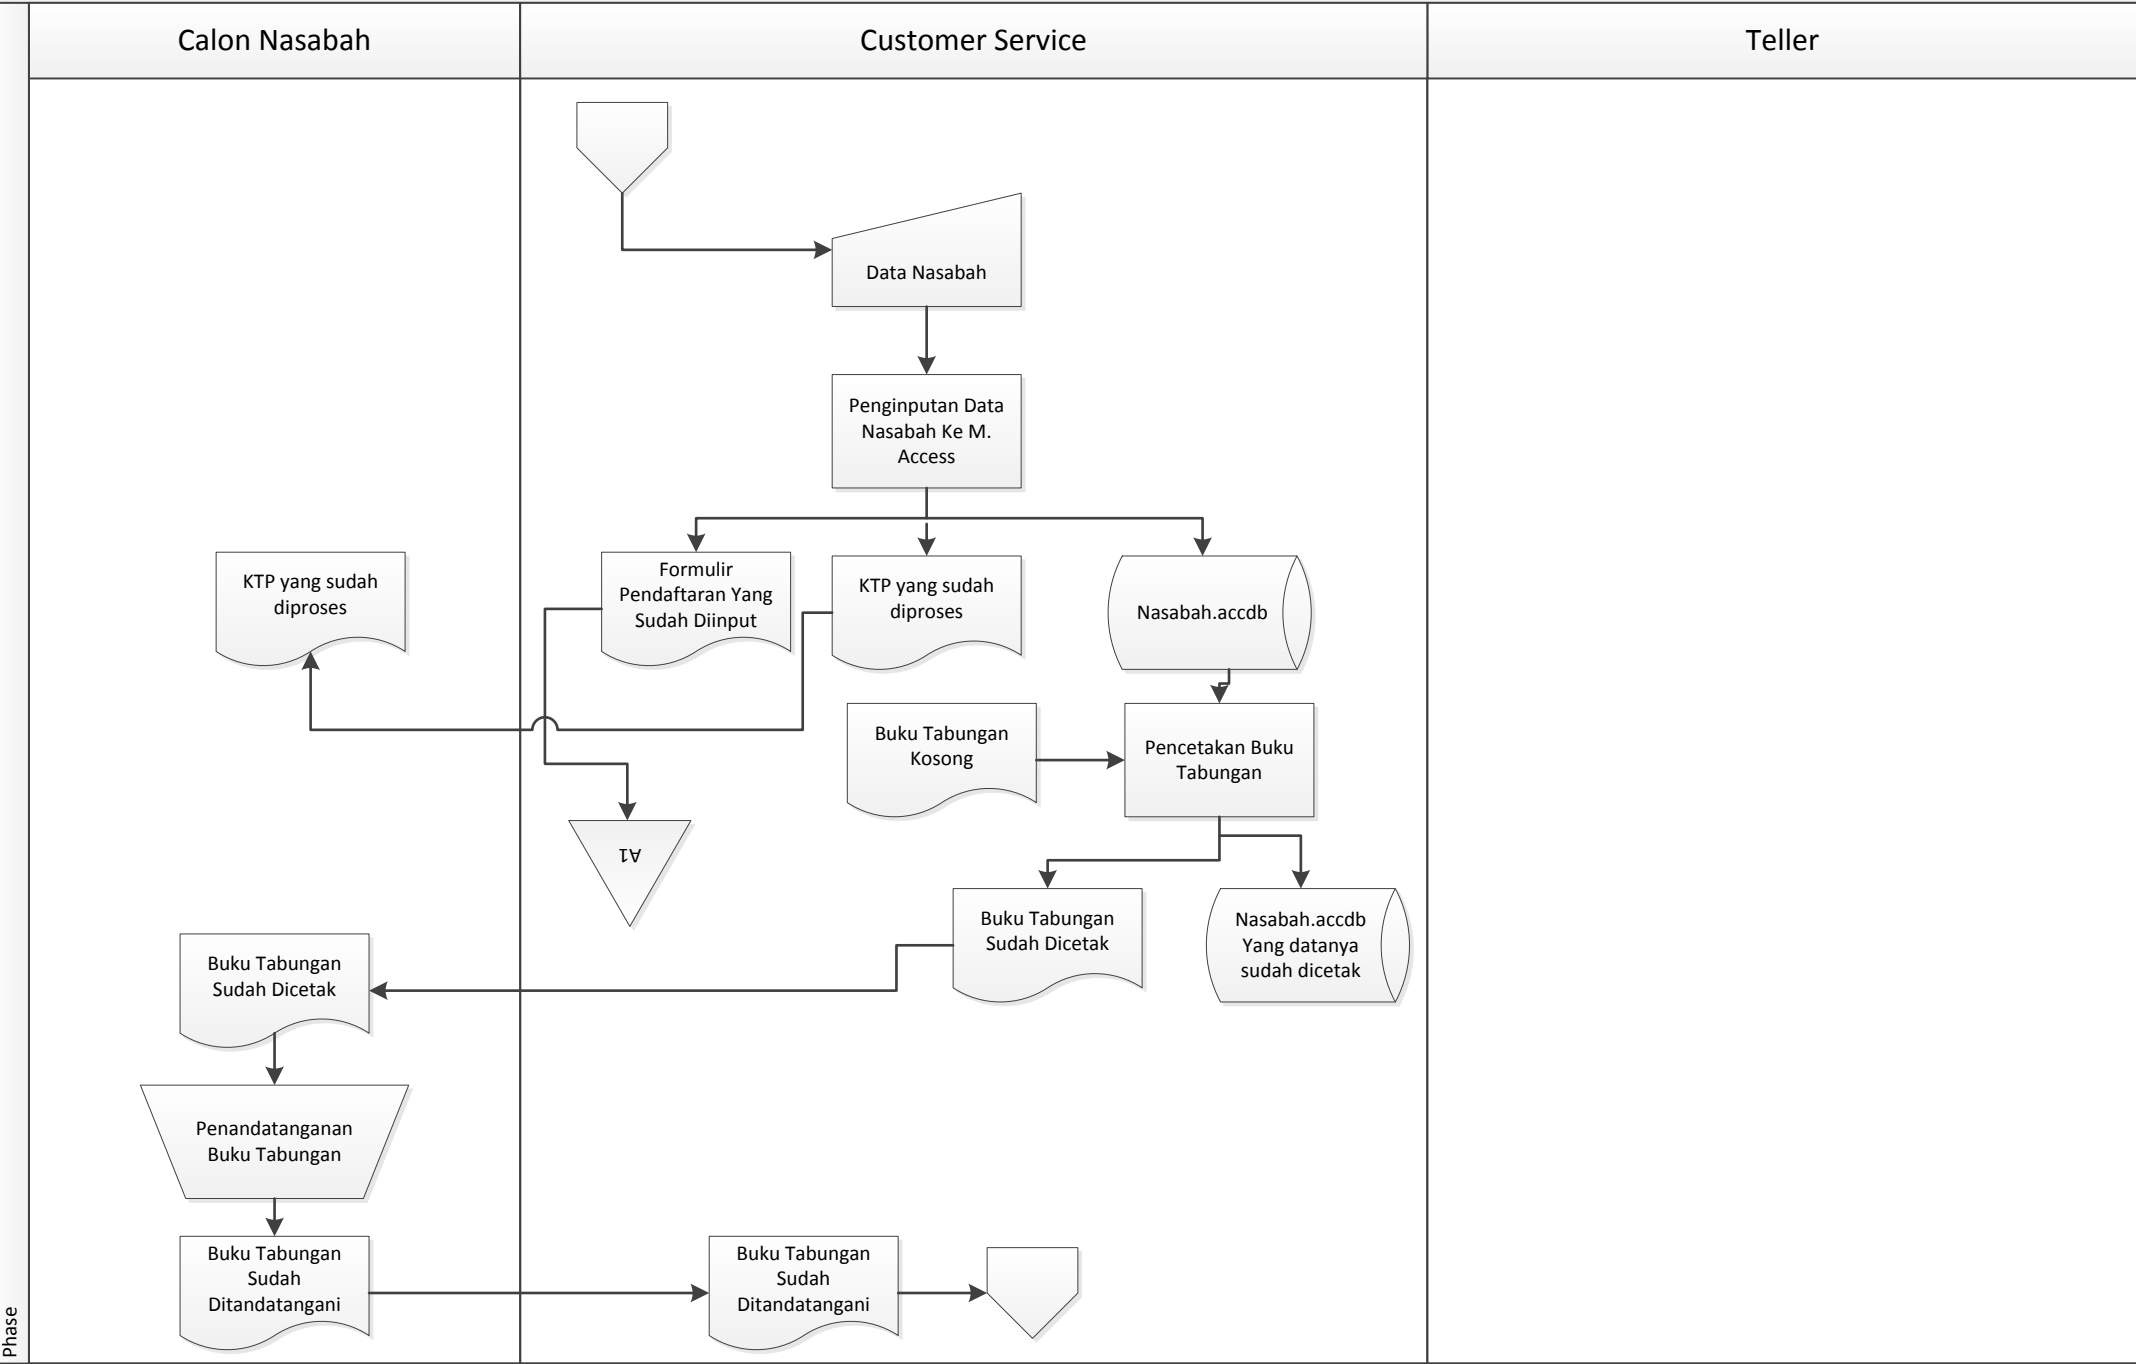 Calon Nasabah
Customer Service
Teller
Data Nasabah
Penginputan Data
Nasabah Ke M.
Access
KTP yang sudah
diproses
Formulir
Pendaftaran Yang
Sudah Diinput
KTP yang sudah
diproses
Nasabah.accdb
Buku Tabungan
Kosong
Pencetakan Buku
Tabungan
A1
Buku Tabungan
Sudah Dicetak
Nasabah.accdb
Yang datanya
sudah dicetak
Buku Tabungan
Sudah Dicetak
Penandatanganan
Buku Tabungan
Buku Tabungan
Sudah
Ditandatangani
Buku Tabungan
Sudah
Ditandatangani
Phase